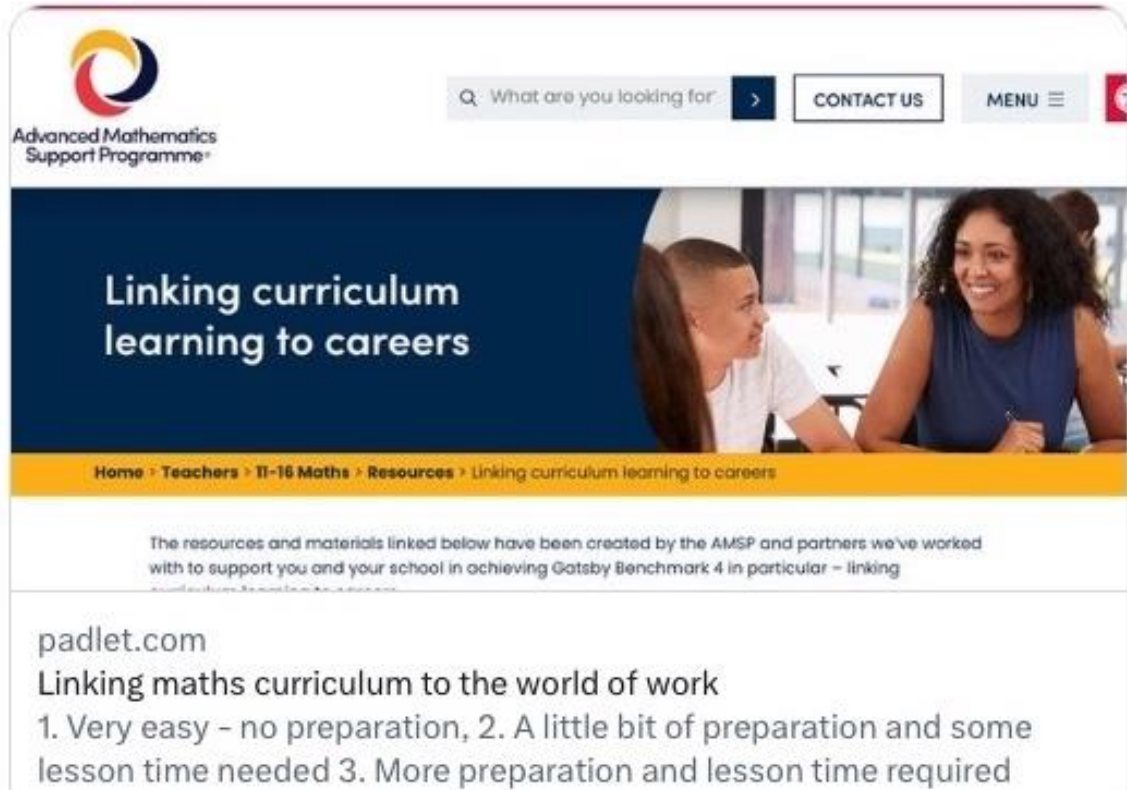 Advanced Mathematics
Support Programme®
What are you looking for
CONTACT US
MENU
Linking curriculum
learning to careers
Home > Teachers > 11-16 Maths > Resources > Linking curriculum learning to careers
The resources and materials linked below have been created by the AMSP and partners we've worked
with to support you and your school in achieving Gatsby Benchmark 4 in particular – linking
curriculum learning to careers
padlet.com
Linking maths curriculum to the world of work
1. Very easy - no preparation, 2. A little bit of preparation and some
lesson time needed 3. More preparation and lesson time required